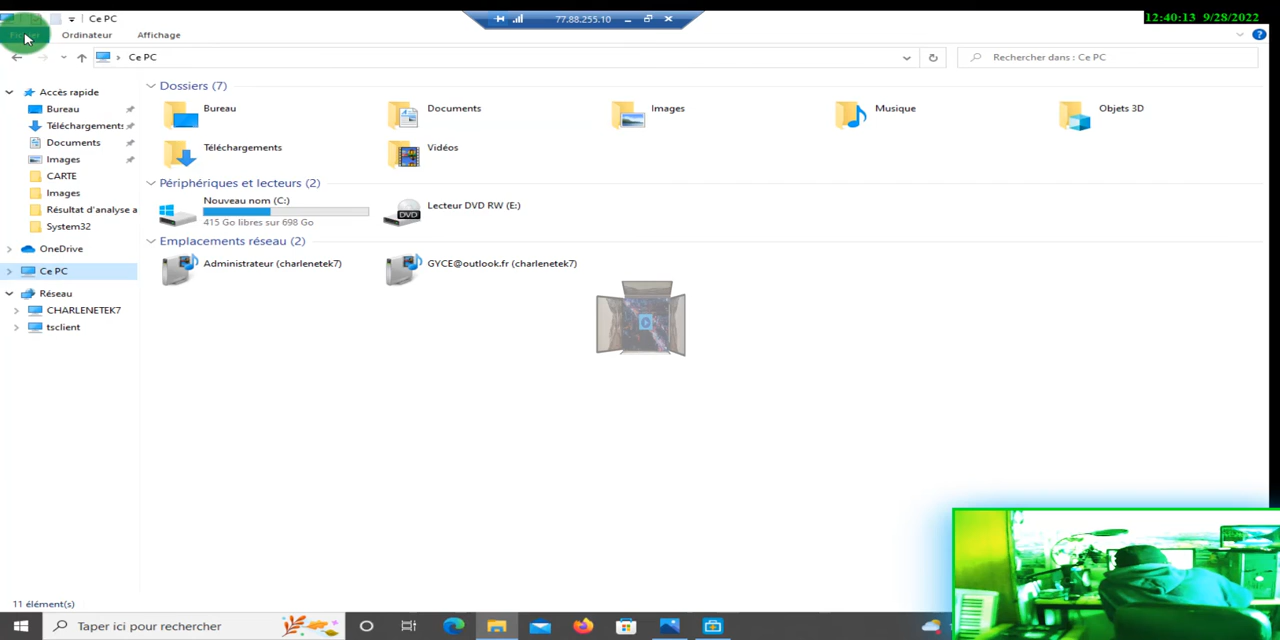 Ce PC
77.88.255.10
12:40:13 9/28/2022
Fichier
Ordinateur
Affichage
Ce PC
Rechercher dans : Ce PC
Accès rapide
Bureau
Téléchargements
Documents
Images
CARTE
Images
Résultat d'analyse a
System32
OneDrive
Ce PC
Réseau
CHARLENETEK7
tsclient
Dossiers (7)
Bureau
Documents
Images
Musique
Objets 3D
Téléchargements
Vidéos
Périphériques et lecteurs (2)
Nouveau nom (C:)
415 Go libres sur 698 Go
DVD
Lecteur DVD RW (E:)
Emplacements réseau (2)
Administrateur (charlenetek7)
GYCE@outlook.fr (charlenetek7)
11 élément(s)
Taper ici pour rechercher